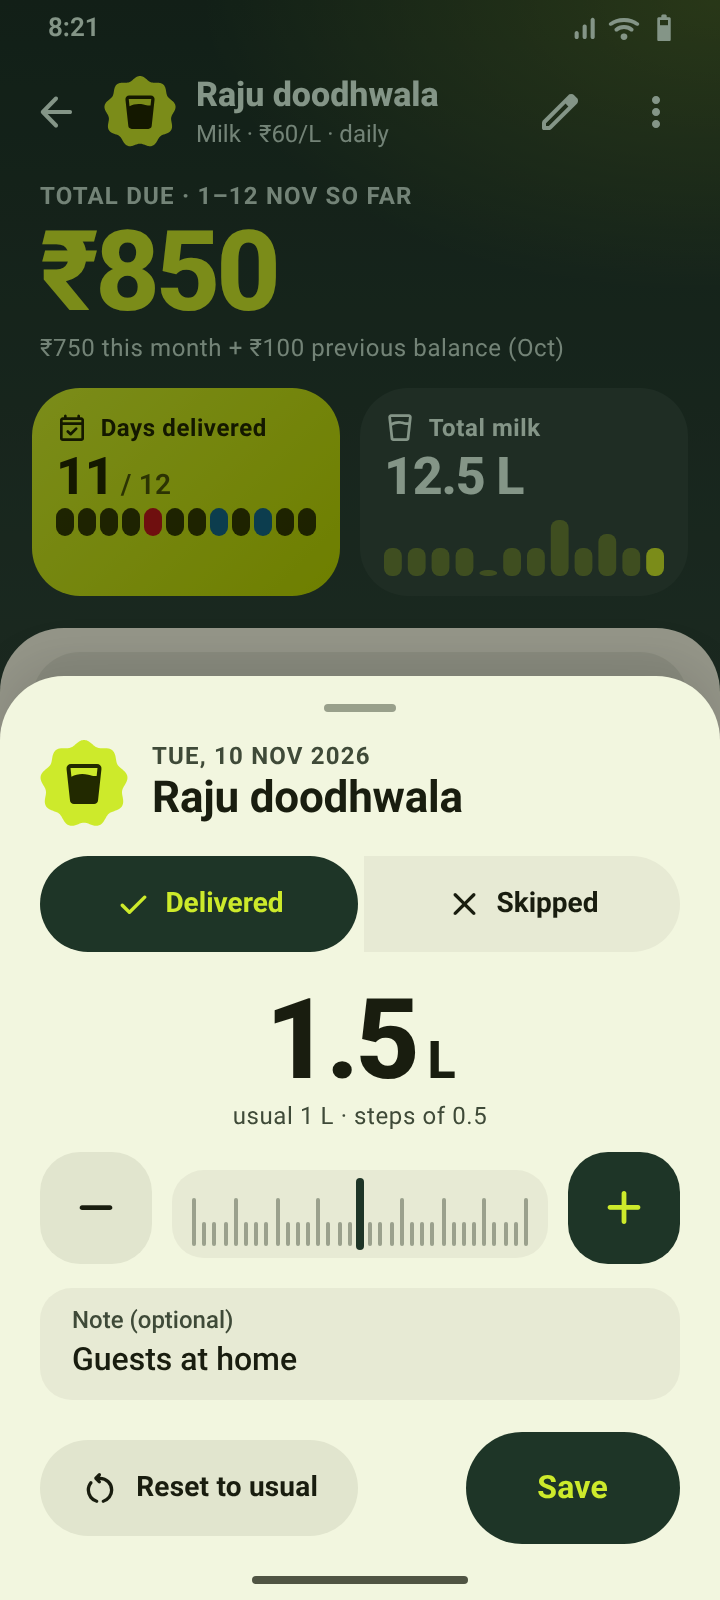 8:21
Raju doodhwala
Milk · ₹60/L · daily
TOTAL DUE · 1–12 NOV SO FAR
₹850
₹750 this month + ₹100 previous balance (Oct)
Days delivered
11 / 12
Total milk
12.5 L
TUE, 10 NOV 2026
Raju doodhwala
Delivered
Skipped
1.5 L
usual 1 L · steps of 0.5
Note (optional)
Guests at home
Reset to usual
Save